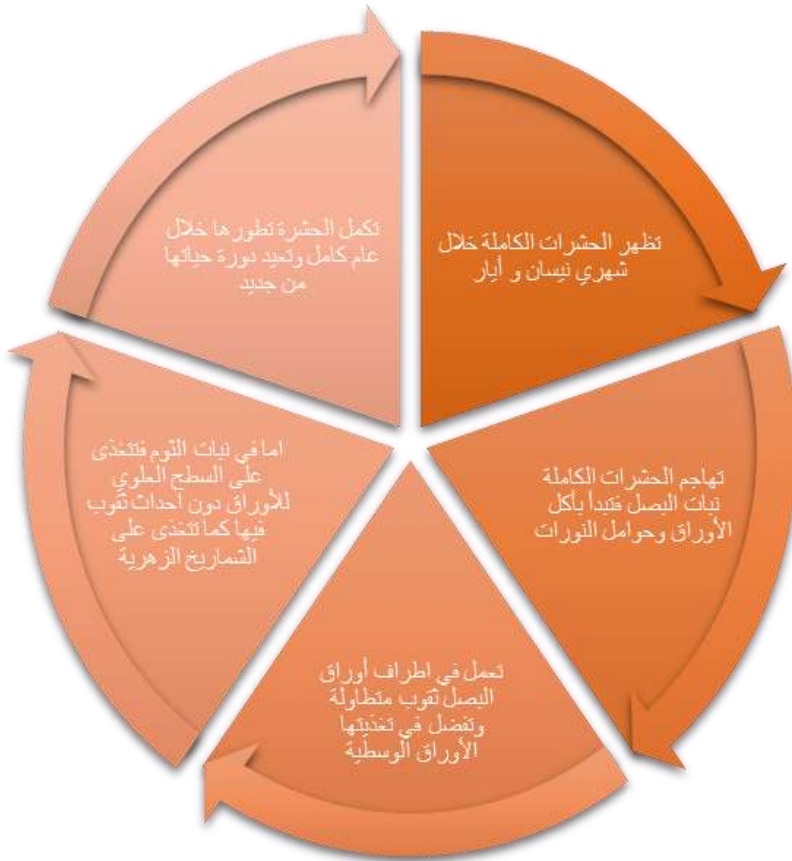 تظهر الحشرات الكاملة خلال
شهري نيسان و أيار
تهاجم الحشرات الكاملة
نبات البصل فتبدأ بأكل
الأوراق وحوامل النورات
تعمل في اطراف أوراق
البصل ثقوب متطاولة
وتفضل في تغذيتها
الأوراق الوسطية
اما في نبات الثوم فتتغذى
على السطح العلوي
للأوراق دون احداث ثقوب
فيها كما تتغذى على
الشماريخ الزهرية
تكمل الحشرة تطورها خلال
عام كامل وتعيد دورة حياتها
من جديد